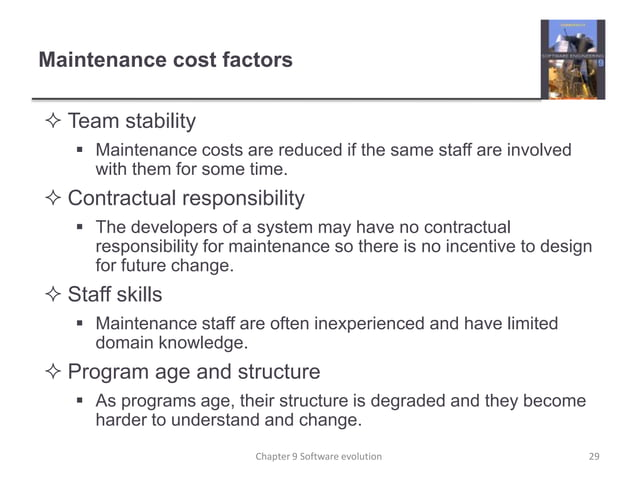 Maintenance cost factors
SOFTWARE ENGINEERING
9
✧ Team stability
▪ Maintenance costs are reduced if the same staff are involved
with them for some time.
✧ Contractual responsibility
▪ The developers of a system may have no contractual
responsibility for maintenance so there is no incentive to design
for future change.
✧ Staff skills
▪ Maintenance staff are often inexperienced and have limited
domain knowledge.
✧ Program age and structure
▪ As programs age, their structure is degraded and they become
harder to understand and change.
Chapter 9 Software evolution
29